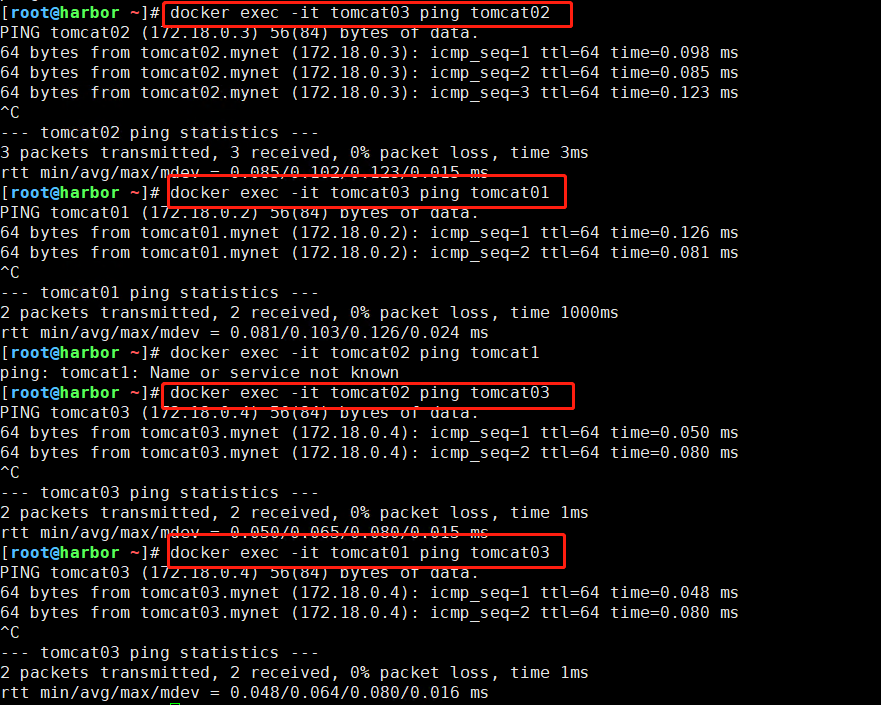 [root@harbor ~]# docker exec -it tomcat03 ping tomcat02
PING tomcat02 (172.18.0.3) 56(84) bytes of data.
64 bytes from tomcat02.mynet (172.18.0.3): icmp_seq=1 ttl=64 time=0.098 ms
64 bytes from tomcat02.mynet (172.18.0.3): icmp_seq=2 ttl=64 time=0.085 ms
64 bytes from tomcat02.mynet (172.18.0.3): icmp_seq=3 ttl=64 time=0.123 ms
^C
--- tomcat02 ping statistics ---
3 packets transmitted, 3 received, 0% packet loss, time 3ms
rtt min/avg/max/mdev = 0.085/0.102/0.123/0.015 ms
[root@harbor ~]# docker exec -it tomcat03 ping tomcat01
PING tomcat01 (172.18.0.2) 56(84) bytes of data.
64 bytes from tomcat01.mynet (172.18.0.2): icmp_seq=1 ttl=64 time=0.126 ms
64 bytes from tomcat01.mynet (172.18.0.2): icmp_seq=2 ttl=64 time=0.081 ms
^C
--- tomcat01 ping statistics ---
2 packets transmitted, 2 received, 0% packet loss, time 1000ms
rtt min/avg/max/mdev = 0.081/0.103/0.126/0.024 ms
[root@harbor ~]# docker exec -it tomcat02 ping tomcat1
ping: tomcat1: Name or service not known
[root@harbor ~]# docker exec -it tomcat02 ping tomcat03
PING tomcat03 (172.18.0.4) 56(84) bytes of data.
64 bytes from tomcat03.mynet (172.18.0.4): icmp_seq=1 ttl=64 time=0.050 ms
64 bytes from tomcat03.mynet (172.18.0.4): icmp_seq=2 ttl=64 time=0.080 ms
^C
--- tomcat03 ping statistics ---
2 packets transmitted, 2 received, 0% packet loss, time 1ms
rtt min/avg/max/mdev = 0.050/0.065/0.080/0.015 ms
[root@harbor ~]# docker exec -it tomcat01 ping tomcat03
PING tomcat03 (172.18.0.4) 56(84) bytes of data.
64 bytes from tomcat03.mynet (172.18.0.4): icmp_seq=1 ttl=64 time=0.048 ms
64 bytes from tomcat03.mynet (172.18.0.4): icmp_seq=2 ttl=64 time=0.080 ms
^C
--- tomcat03 ping statistics ---
2 packets transmitted, 2 received, 0% packet loss, time 1ms
rtt min/avg/max/mdev = 0.048/0.064/0.080/0.016 ms